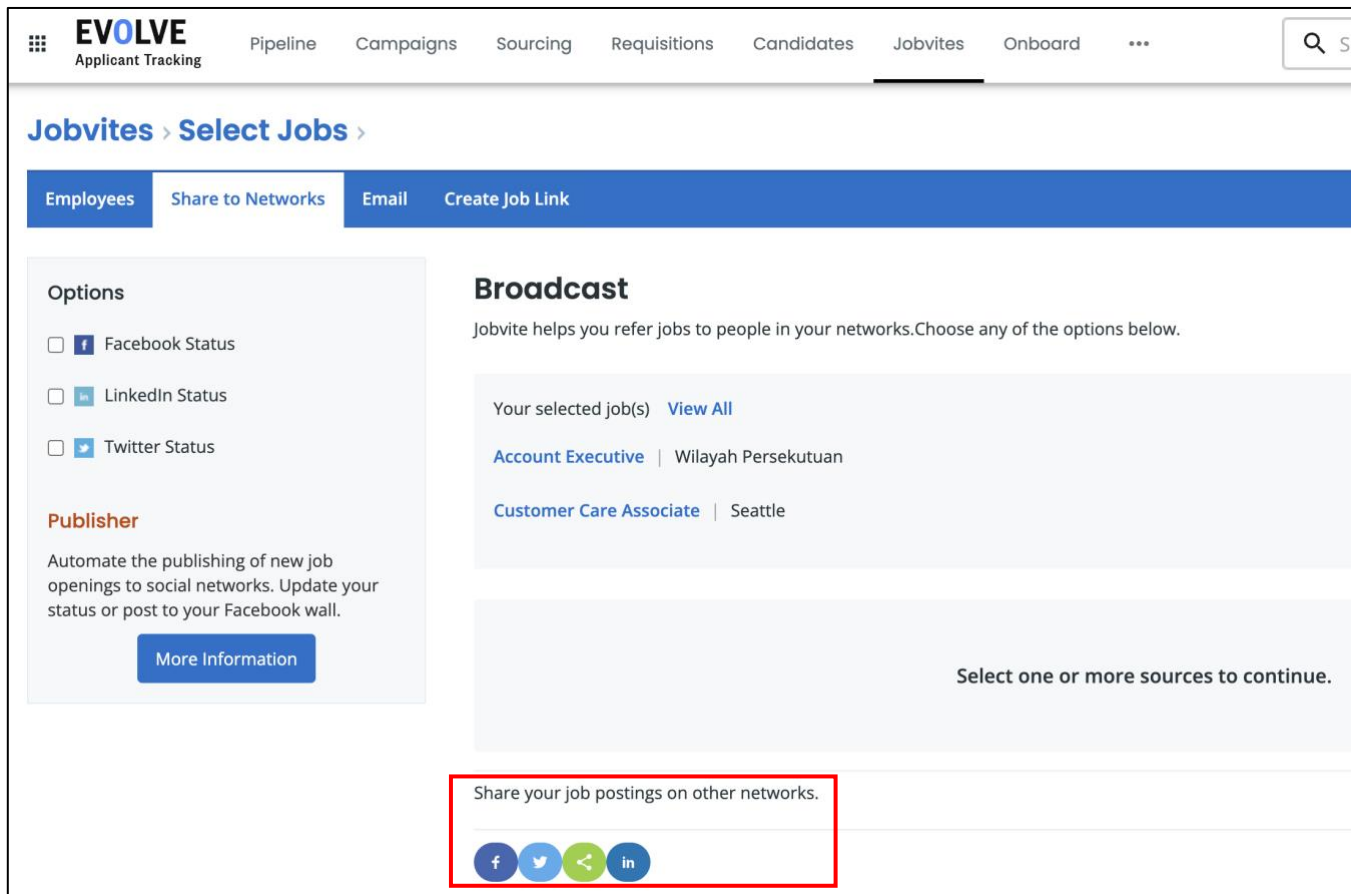 EVOLVE
Applicant Tracking
Pipeline
Campaigns
Sourcing
Requisitions
Candidates
Jobvites
Onboard
•••
S
Jobvites › Select Jobs ›
Employees
Share to Networks
Email
Create Job Link
Options
Facebook Status
LinkedIn Status
Twitter Status
Publisher
Automate the publishing of new job
openings to social networks. Update your
status or post to your Facebook wall.
More Information
Broadcast
Jobvite helps you refer jobs to people in your networks.Choose any of the options below.
Your selected job(s) View All
Account Executive | Wilayah Persekutuan
Customer Care Associate | Seattle
Select one or more sources to continue.
Share your job postings on other networks.
f
in